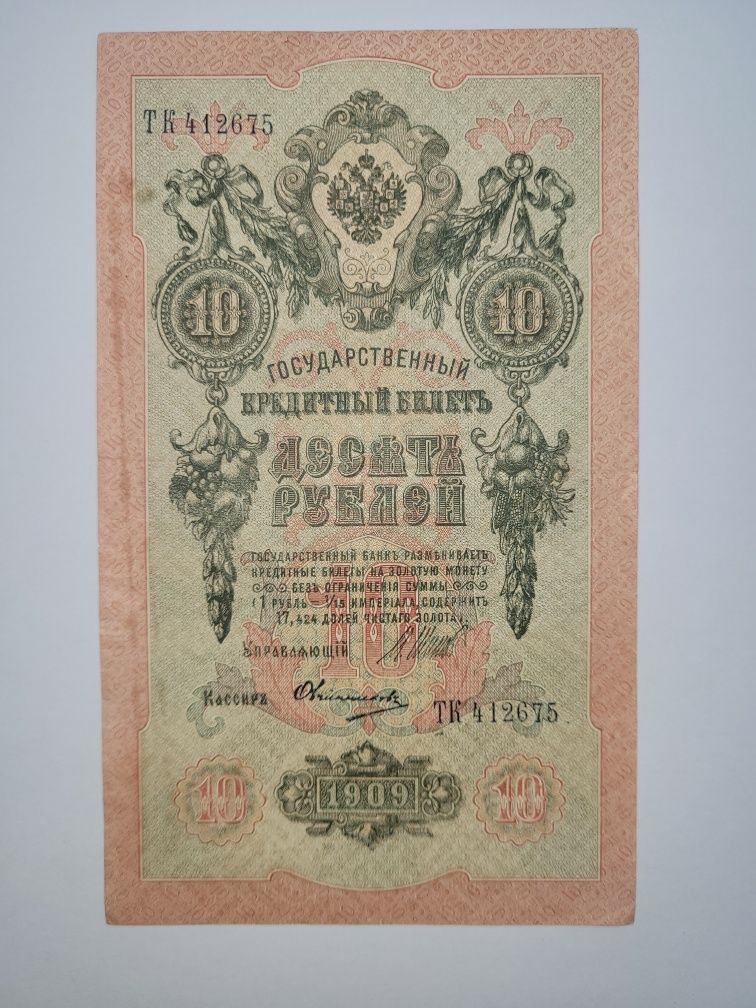 ТК 412675
10 10
ГОСУДАРСТВЕННЫЙ
КРЕДИТНЫЙ БИЛЕТЪ
ДЕСЯТЬ
РУБЛЕЙ
ГОСУДАРСТВЕННЫЙ БАНКЪ РАЗМѢНИВАЕТЪ
КРЕДИТНЫЕ БИЛЕТЫ НА ЗОЛОТУЮ МОНЕТУ
БЕЗЪ ОГРАНИЧЕНІЯ СУММЫ
(1 РУБЛЬ = 1/15 ИМПЕРІАЛА, СОДЕРЖИТЪ
17,424 ДОЛЕЙ ЧИСТАГО ЗОЛОТА).
10
УПРАВЛЯЮЩІЙ
Кассиръ
ТК 412675
10 1909 10